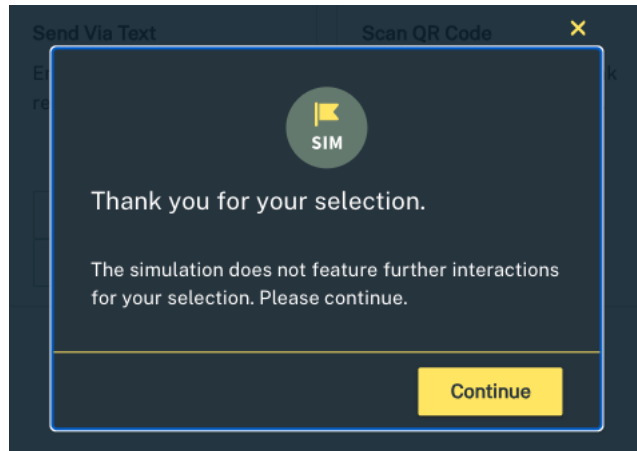 Send Via Text
Scan QR Code
SIM
Thank you for your selection.
The simulation does not feature further interactions
for your selection. Please continue.
Continue